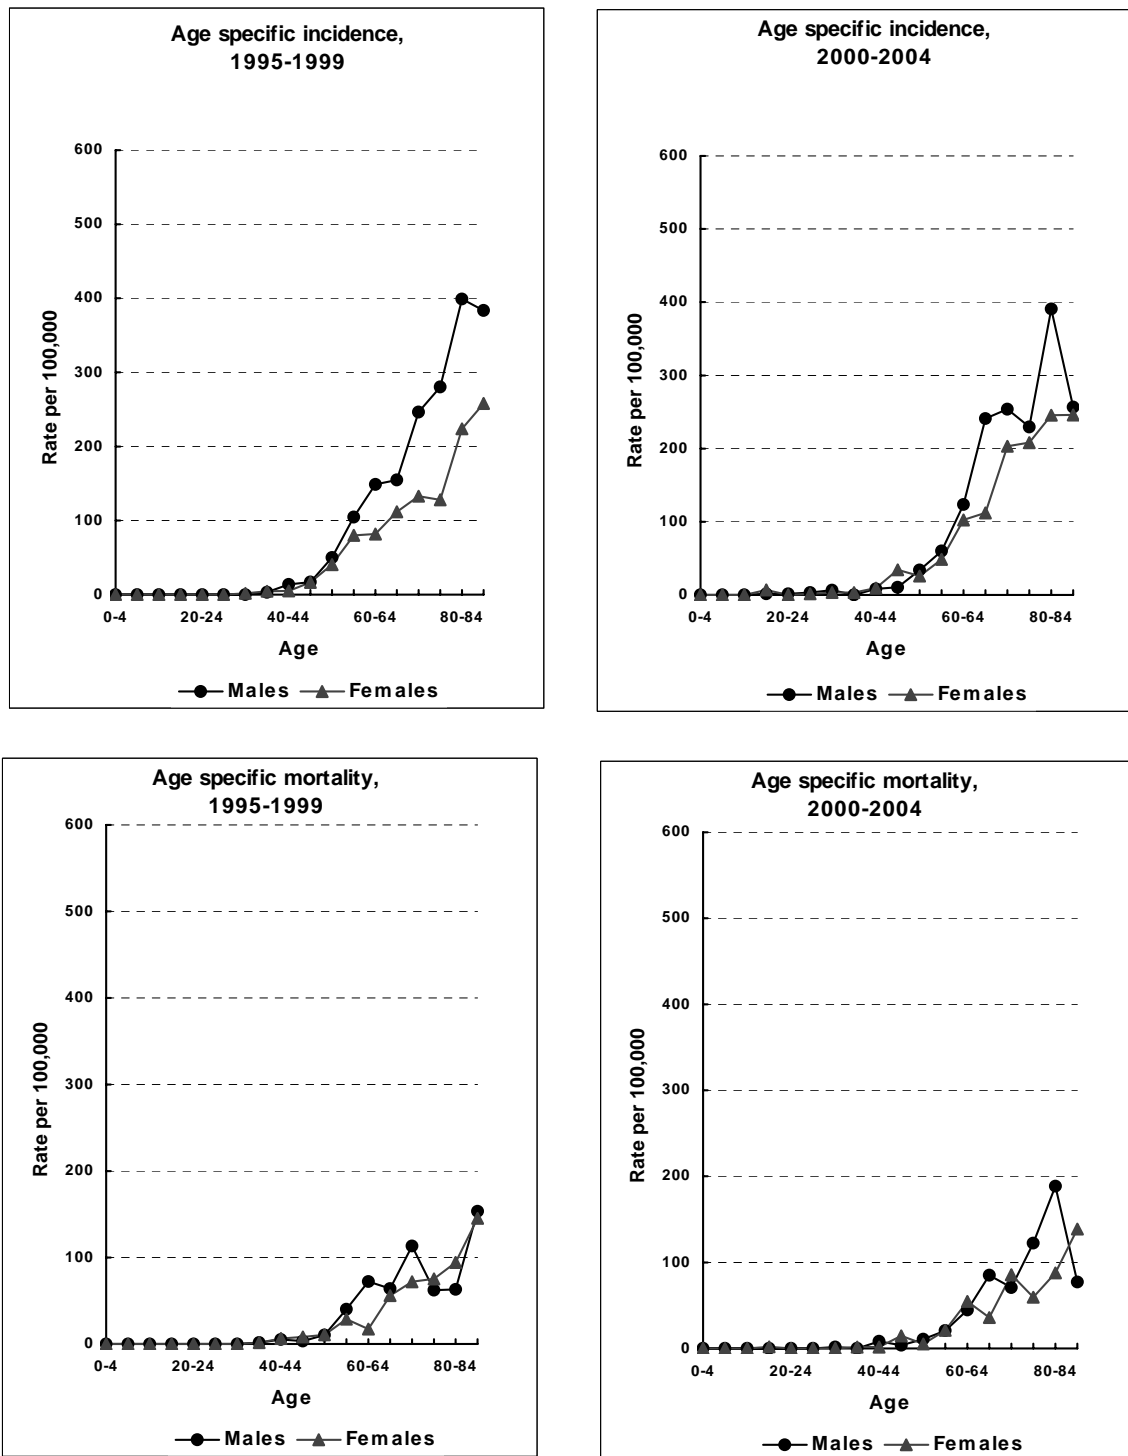 Age specific incidence,
1995-1999
600
500
400
300
200
100
0
Rate per 100,000
0-4 20-24 40-44 60-64 80-84
Age
Males Females
Age specific incidence,
2000-2004
600
500
400
300
200
100
0
Rate per 100,000
0-4 20-24 40-44 60-64 80-84
Age
Males Females
Age specific mortality,
1995-1999
600
500
400
300
200
100
0
Rate per 100,000
0-4 20-24 40-44 60-64 80-84
Age
Males Females
Age specific mortality,
2000-2004
600
500
400
300
200
100
0
Rate per 100,000
0-4 20-24 40-44 60-64 80-84
Age
Males Females